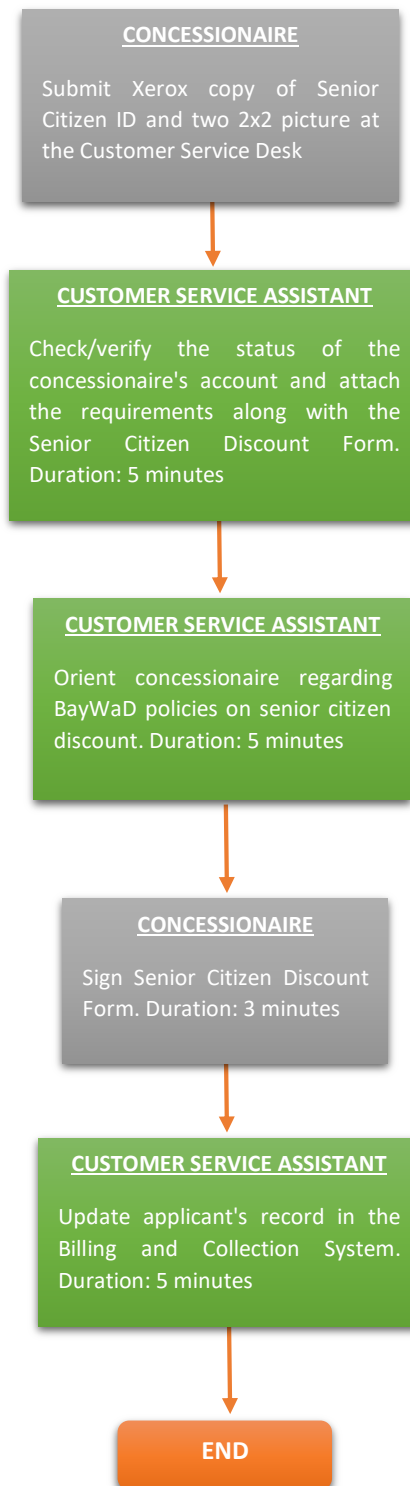 CONCESSIONAIRE
Submit Xerox copy of Senior
Citizen ID and two 2x2 picture at
the Customer Service Desk
CUSTOMER SERVICE ASSISTANT
Check/verify the status of the
concessionaire's account and attach
the requirements along with the
Senior Citizen Discount Form.
Duration: 5 minutes
CUSTOMER SERVICE ASSISTANT
Orient concessionaire regarding
BayWaD policies on senior citizen
discount. Duration: 5 minutes
CONCESSIONAIRE
Sign Senior Citizen Discount
Form. Duration: 3 minutes
CUSTOMER SERVICE ASSISTANT
Update applicant's record in the
Billing and Collection System.
Duration: 5 minutes
END